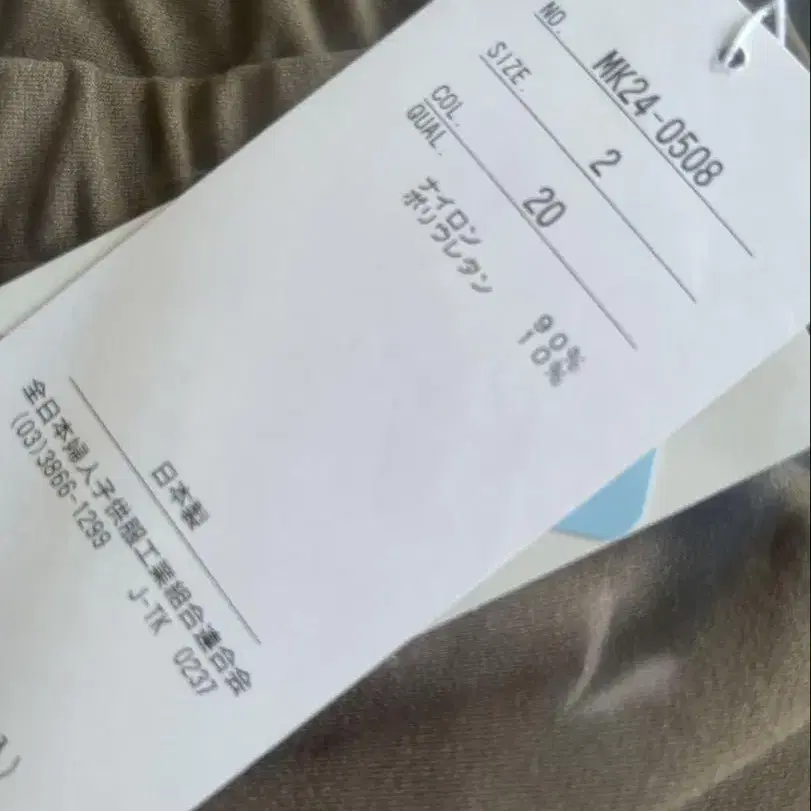 NO. MK24-0508
SIZE. 2
COL. 20
QUAL.
ナイロン 90%
ポリウレタン 10%
日本製
全日本婦人子供服工業組合連合会
(03)3866-1299 J-TK 0237